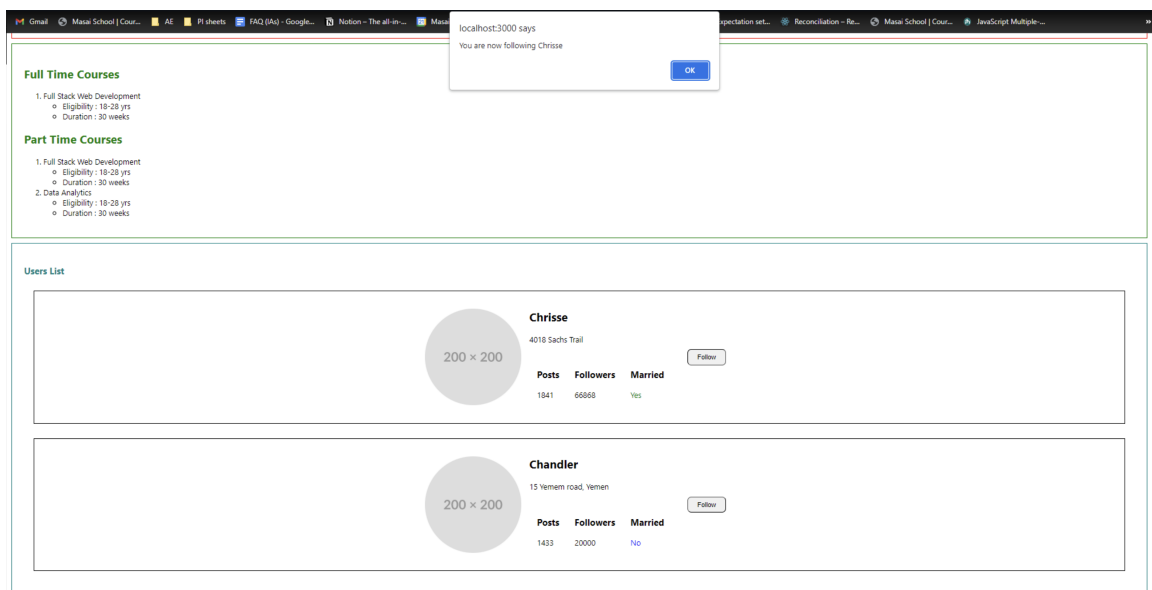 Gmail Masai School | Cour... AE PI sheets FAQ (IAs) - Google... Notion – The all-in-... Masai xpectation set... Reconciliation – Re... Masai School | Cour... JavaScript Multiple-... »
localhost:3000 says
You are now following Chrisse
OK
Full Time Courses
1. Full Stack Web Development
Eligibility : 18-28 yrs
Duration : 30 weeks
Part Time Courses
1. Full Stack Web Development
Eligibility : 18-28 yrs
Duration : 30 weeks
2. Data Analytics
Eligibility : 18-28 yrs
Duration : 30 weeks
Users List
200 × 200
Chrisse
4018 Sachs Trail
Follow
Posts Followers Married
1841 66868 Yes
200 × 200
Chandler
15 Yemem road, Yemen
Follow
Posts Followers Married
1433 20000 No